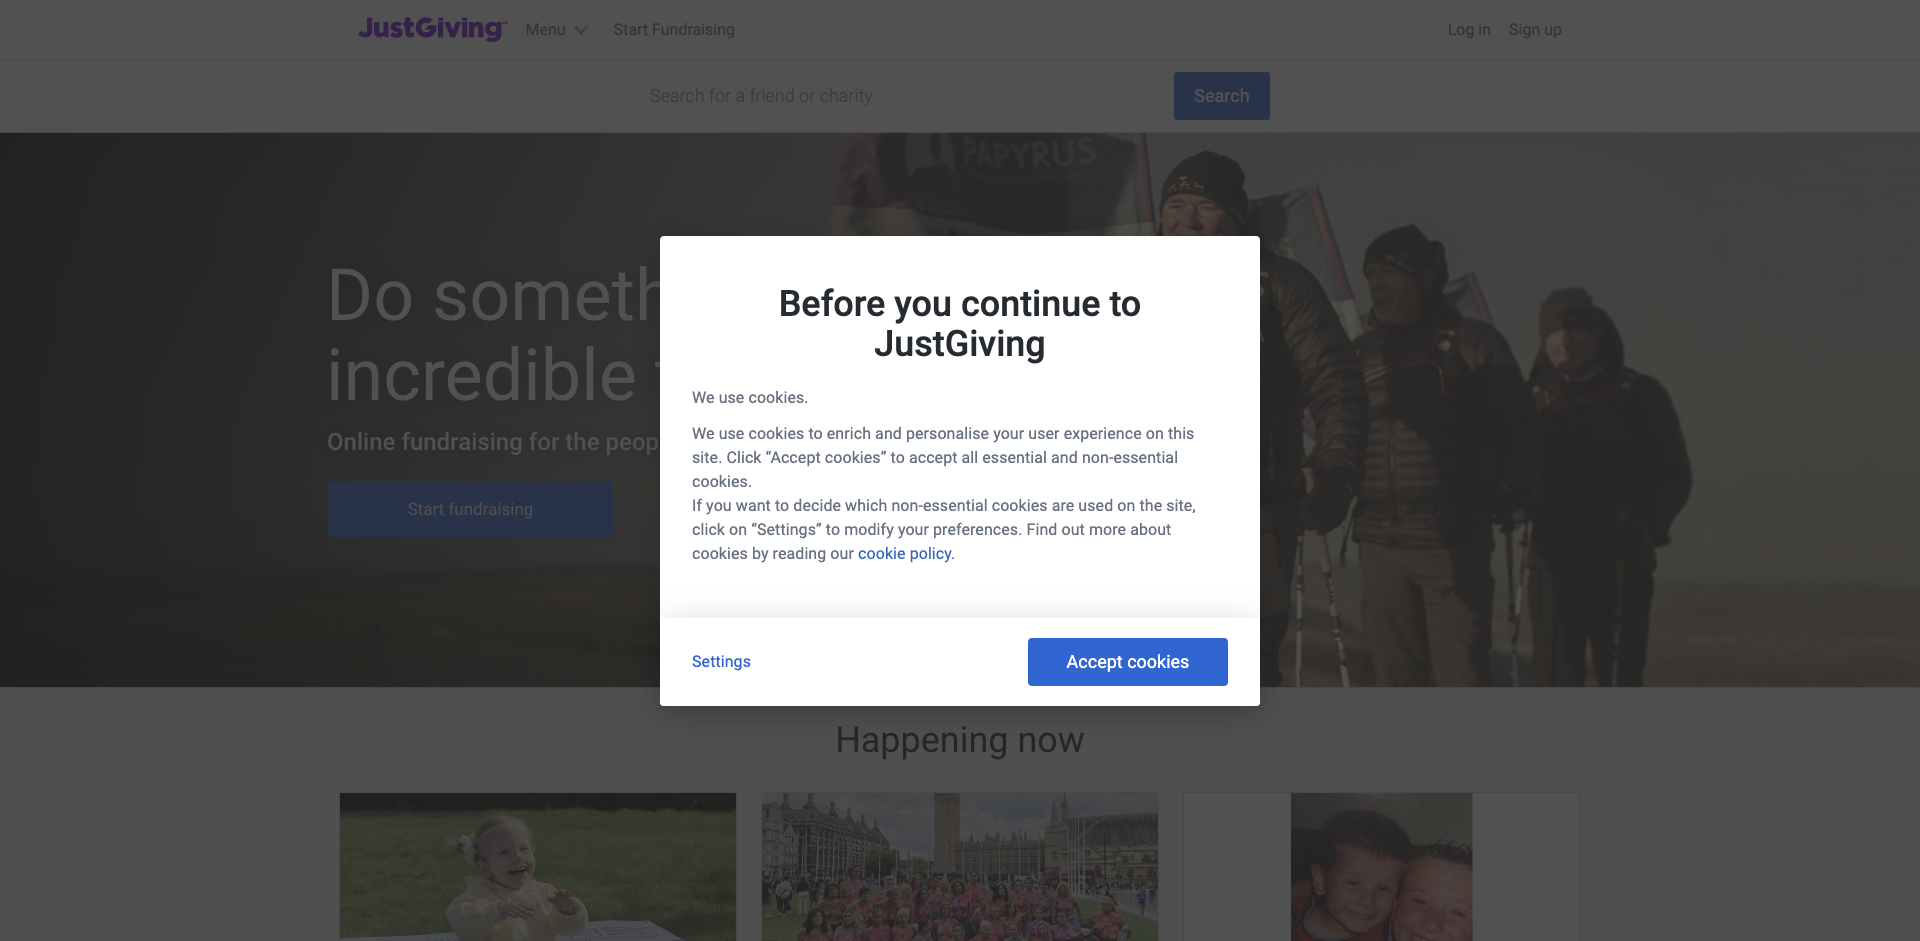 JustGiving™
Menu
Start Fundraising
Log in
Sign up
Search for a friend or charity
Search
PAPYRUS
Do someth
incredible
Online fundraising for the peop
Start fundraising
Before you continue to
JustGiving
We use cookies.
We use cookies to enrich and personalise your user experience on this
site. Click “Accept cookies” to accept all essential and non-essential
cookies.
If you want to decide which non-essential cookies are used on the site,
click on “Settings” to modify your preferences. Find out more about
cookies by reading our cookie policy.
Settings
Accept cookies
Happening now